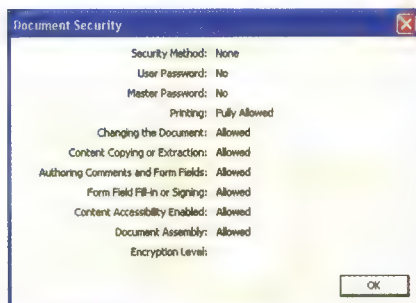 Document Security
Security Method: None
User Password: No
Master Password: No
Printing: Fully Allowed
Changing the Document: Allowed
Content Copying or Extraction: Allowed
Authoring Comments and Form Fields: Allowed
Form Field Fill-in or Signing: Allowed
Content Accessibility Enabled: Allowed
Document Assembly: Allowed
Encryption Level:
OK